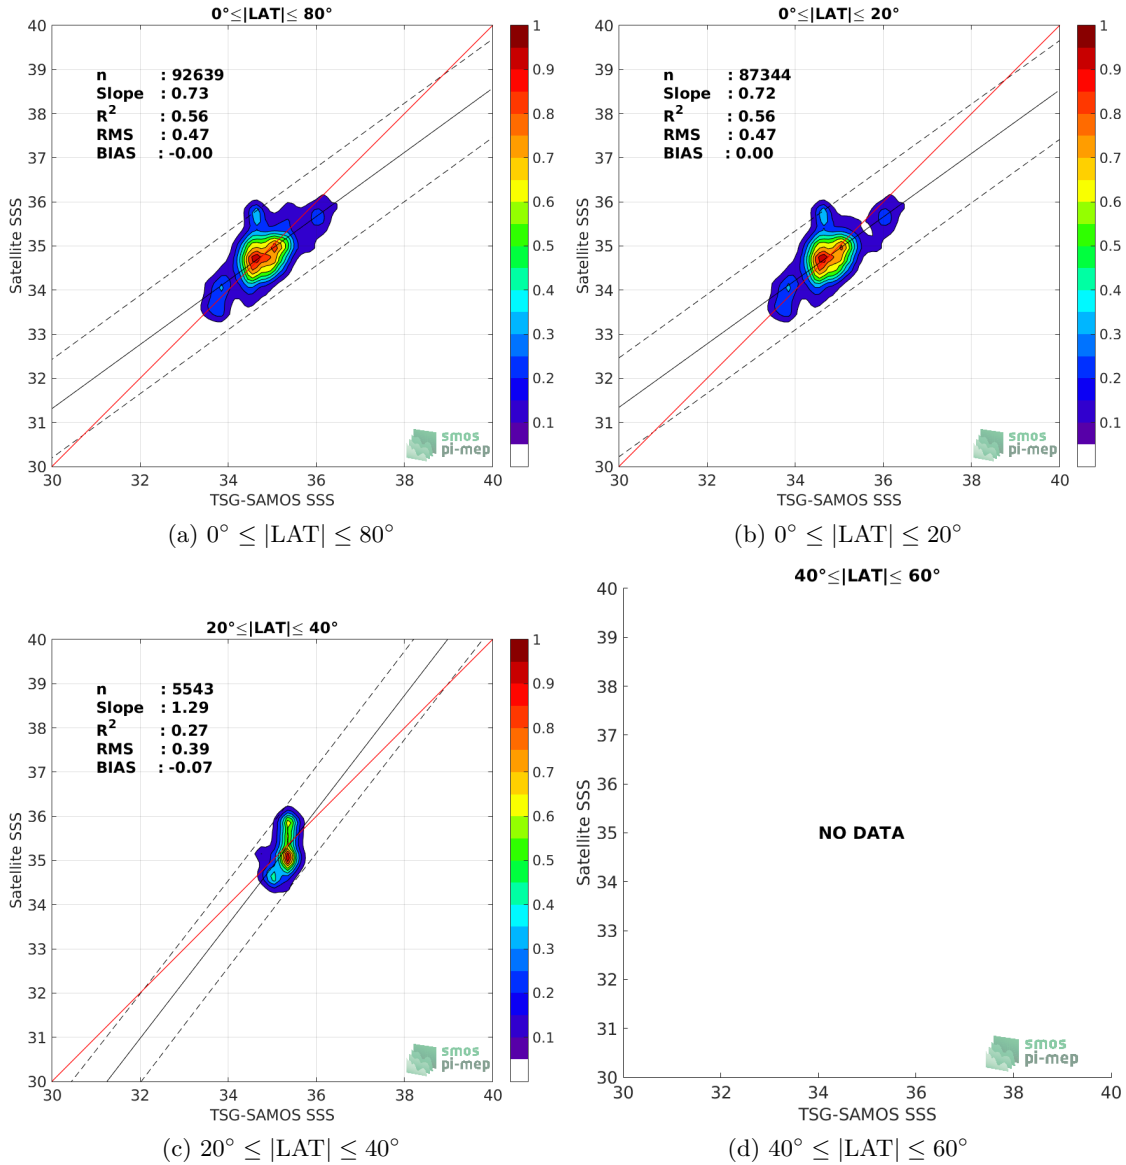 0°≤|LAT|≤ 80°
40
39
38
37
36
35
34
33
32
31
30
30
32
34
36
38
40
Satellite SSS
TSG-SAMOS SSS
n : 92639
Slope : 0.73
R² : 0.56
RMS : 0.47
BIAS : -0.00
1
0.9
0.8
0.7
0.6
0.5
0.4
0.3
0.2
0.1
smos
pi-mep
(a) 0° ≤ |LAT| ≤ 80°
0°≤|LAT|≤ 20°
40
39
38
37
36
35
34
33
32
31
30
30
32
34
36
38
40
Satellite SSS
TSG-SAMOS SSS
n : 87344
Slope : 0.72
R² : 0.56
RMS : 0.47
BIAS : 0.00
1
0.9
0.8
0.7
0.6
0.5
0.4
0.3
0.2
0.1
smos
pi-mep
(b) 0° ≤ |LAT| ≤ 20°
20°≤|LAT|≤ 40°
40
39
38
37
36
35
34
33
32
31
30
30
32
34
36
38
40
Satellite SSS
TSG-SAMOS SSS
n : 5543
Slope : 1.29
R² : 0.27
RMS : 0.39
BIAS : -0.07
1
0.9
0.8
0.7
0.6
0.5
0.4
0.3
0.2
0.1
smos
pi-mep
(c) 20° ≤ |LAT| ≤ 40°
40°≤|LAT|≤ 60°
40
39
38
37
36
35
34
33
32
31
30
30
32
34
36
38
40
Satellite SSS
TSG-SAMOS SSS
NO DATA
smos
pi-mep
(d) 40° ≤ |LAT| ≤ 60°